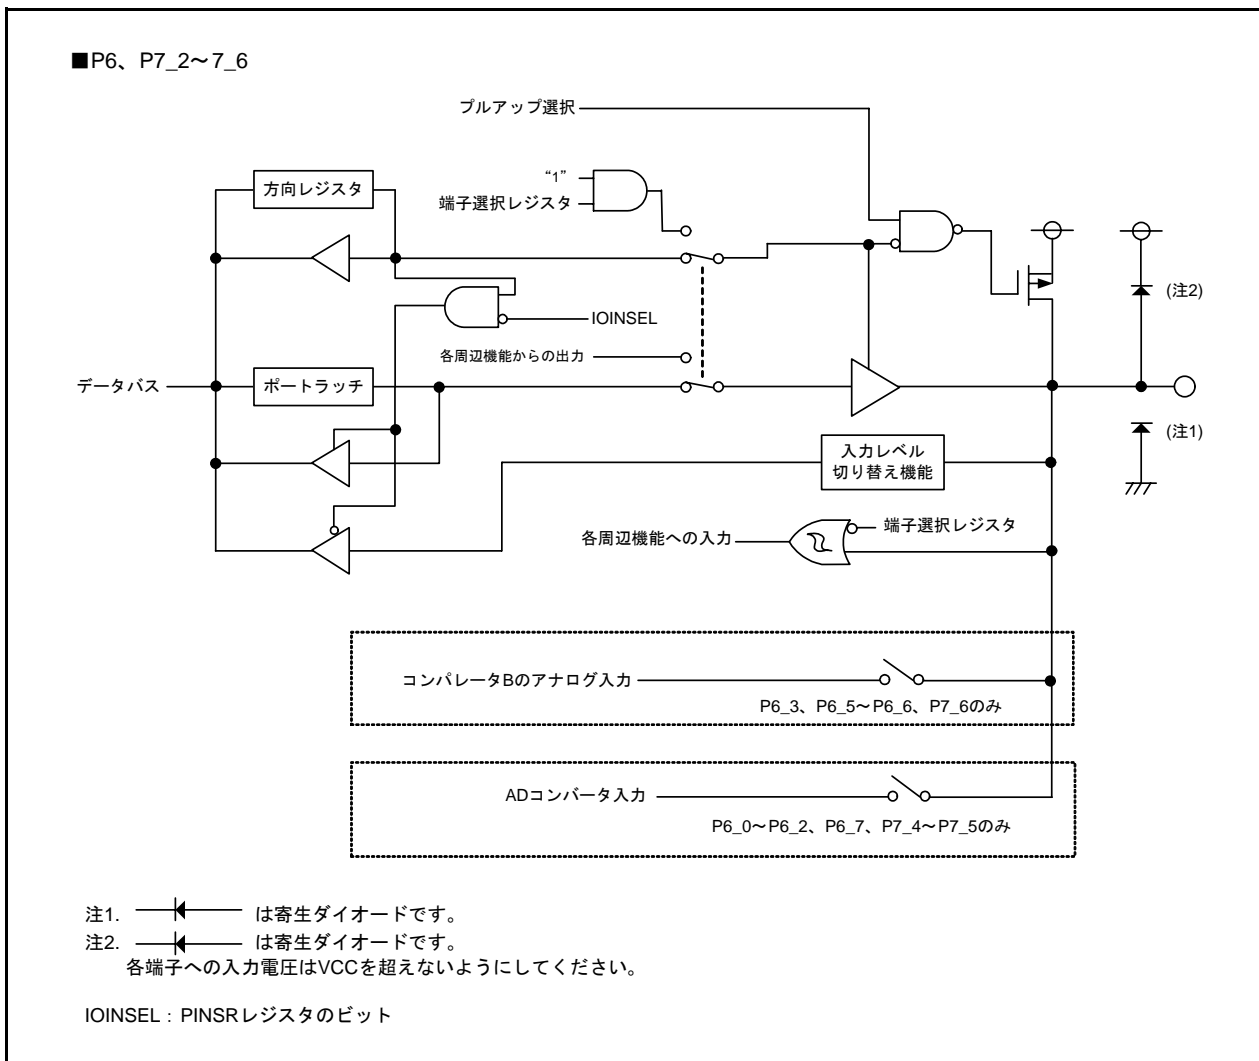 ■P6、P7_2～7_6
プルアップ選択
方向レジスタ
“1”
端子選択レジスタ
(注2)
IOINSEL
各周辺機能からの出力
データバス
ポートラッチ
(注1)
入力レベル
切り替え機能
端子選択レジスタ
各周辺機能への入力
コンパレータBのアナログ入力
P6_3、P6_5～P6_6、P7_6のみ
ADコンバータ入力
P6_0～P6_2、P6_7、P7_4～P7_5のみ
注1. は寄生ダイオードです。
注2. は寄生ダイオードです。
各端子への入力電圧はVCCを超えないようにしてください。
IOINSEL：PINSRレジスタのビット